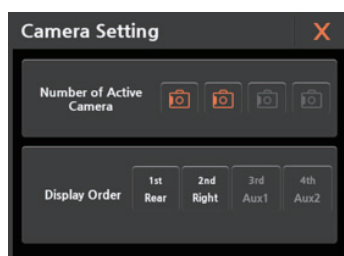 Camera Setting X
Number of Active
Camera
Display Order
1st 2nd 3rd 4th
Rear Right Aux1 Aux2